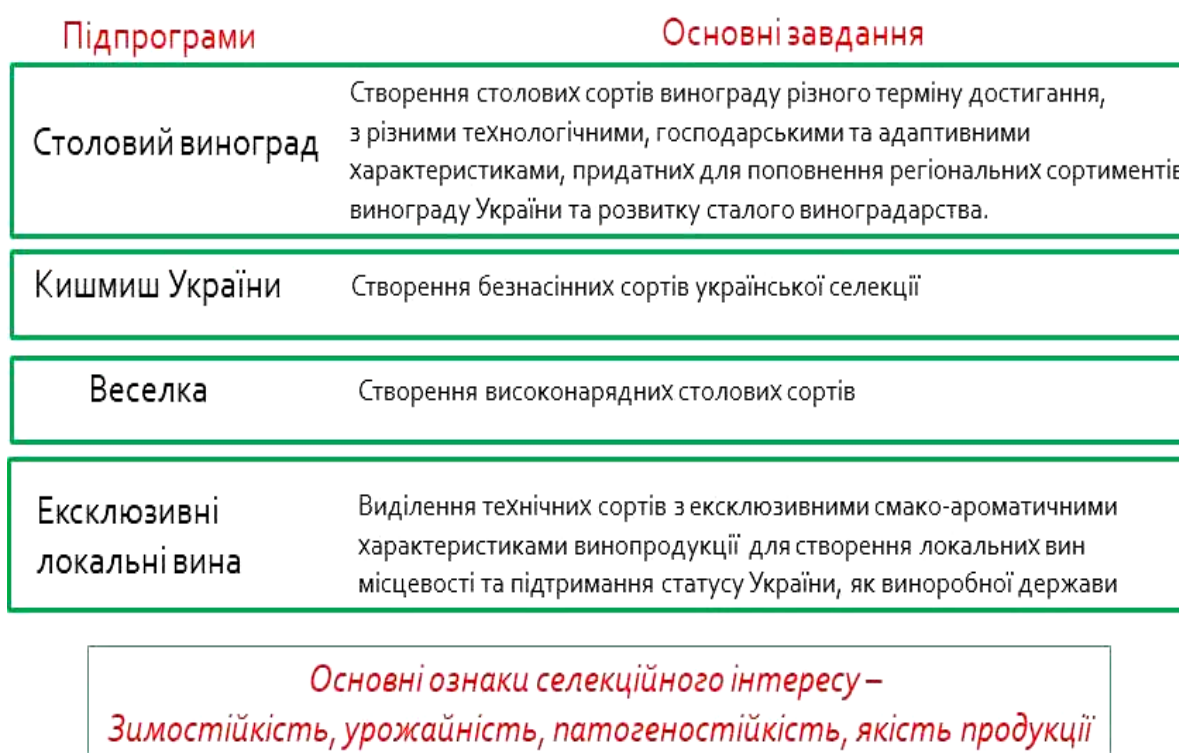 Підпрограми
Основні завдання
Столовий виноград
Створення столових сортів винограду різного терміну достигання,
з різними технологічними, господарськими та адаптивними
характеристиками, придатних для поповнення регіональних сортиментів
винограду України та розвитку сталого виноградарства.
Кишмиш України
Створення безнасінних сортів української селекції
Веселка
Створення високонарядних столових сортів
Ексклюзивні
локальні вина
Виділення технічних сортів з ексклюзивними смако-ароматичними
характеристиками винопродукції для створення локальних вин
місцевості та підтримання статусу України, як виноробної держави
Основні ознаки селекційного інтересу –
Зимостійкість, урожайність, патогеностійкість, якість продукції